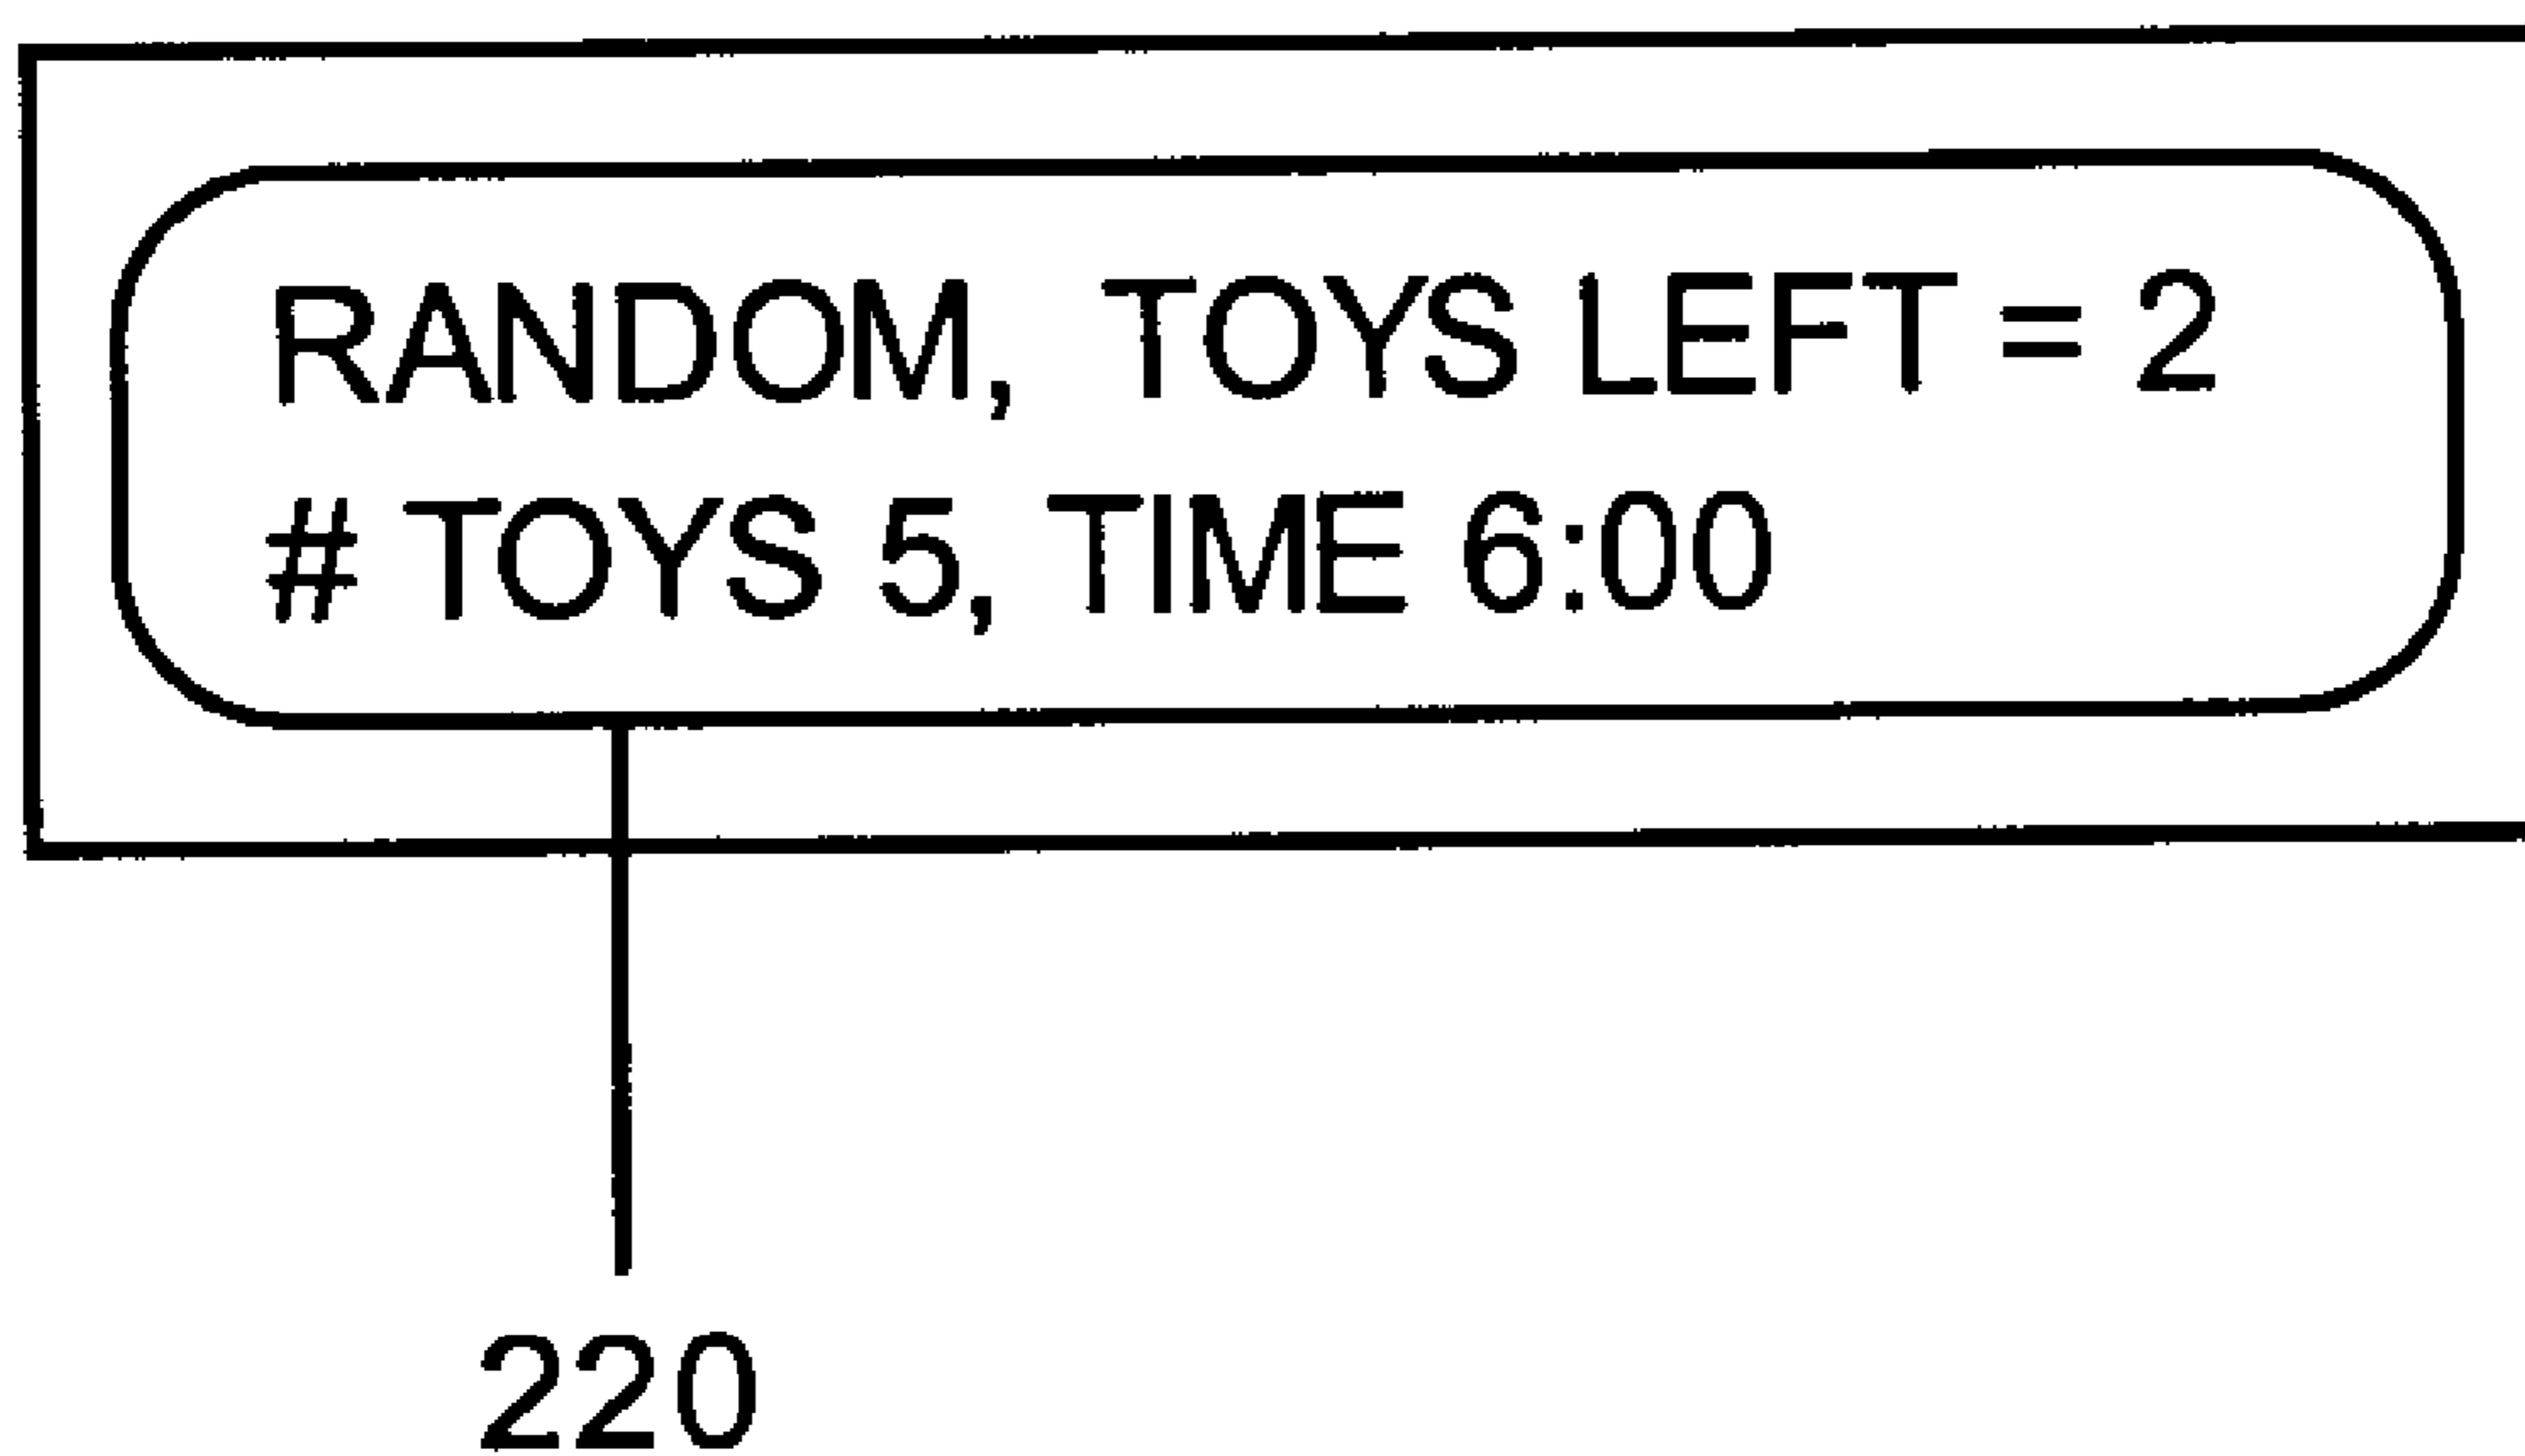 RANDOM, TOYS LEFT = 2
# TOYS 5, TIME 6:00
220